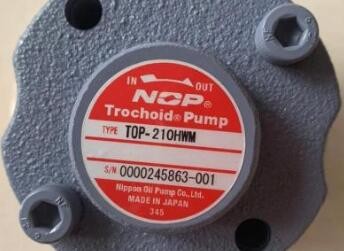 IN OUT
NOP®
Trochoid® Pump
TYPE TOP-210HWM
S/N 0000245863-001
Nippon Oil Pump Co., Ltd.
MADE IN JAPAN
345